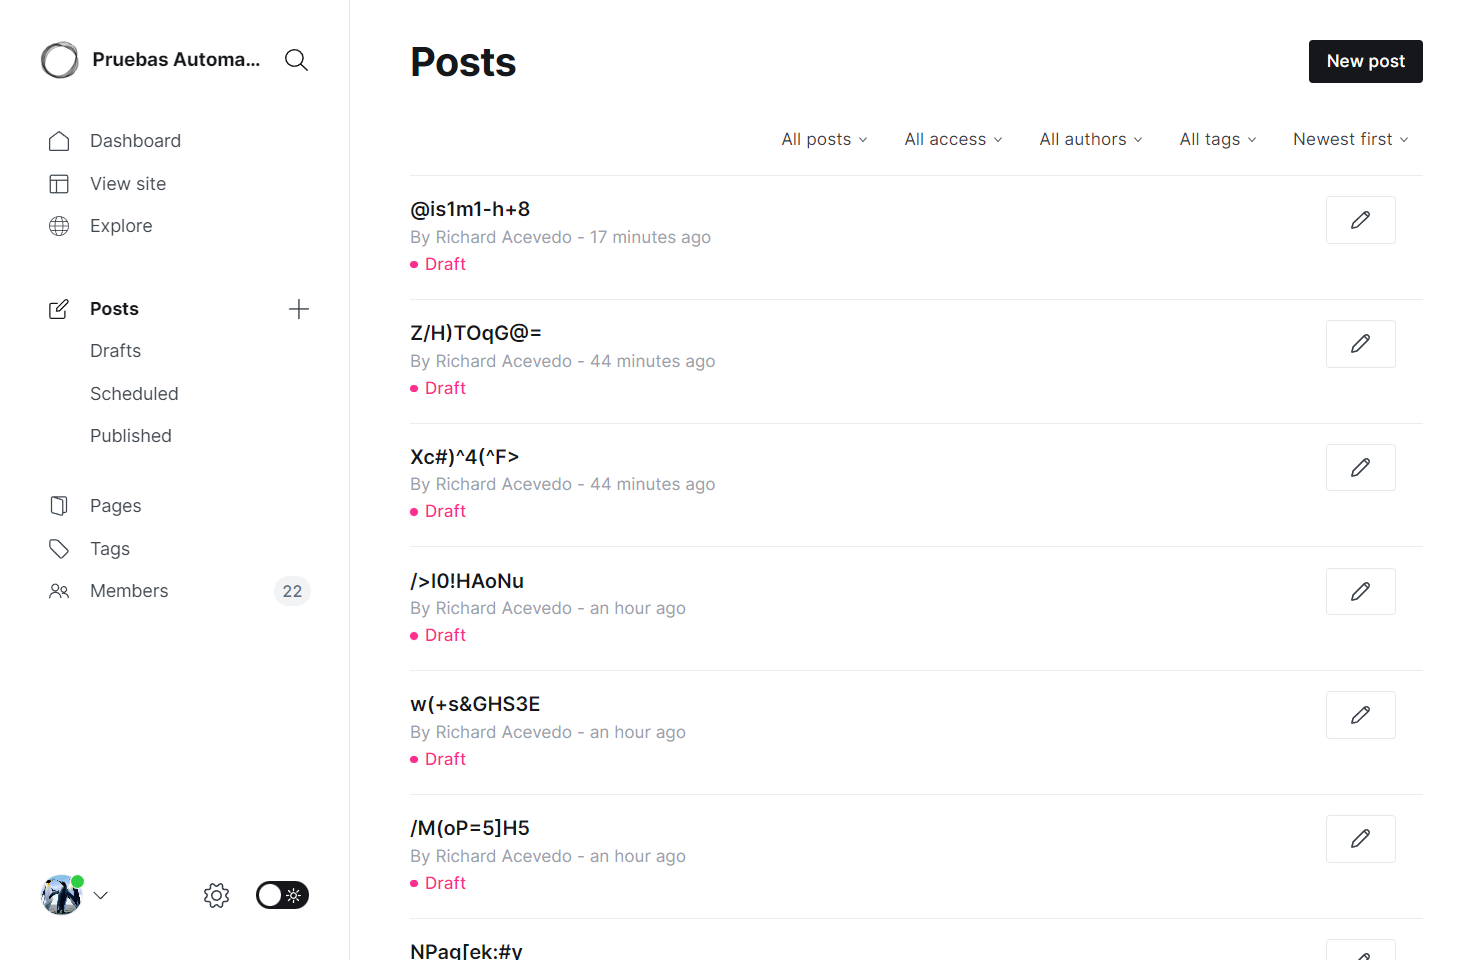 Pruebas Automa...
Dashboard
View site
Explore
Posts
Drafts
Scheduled
Published
Pages
Tags
Members 22
Posts
New post
All posts All access All authors All tags Newest first
@is1m1-h+8
By Richard Acevedo - 17 minutes ago
Draft
Z/H)TOqG@=
By Richard Acevedo - 44 minutes ago
Draft
Xc#)^4(^F>
By Richard Acevedo - 44 minutes ago
Draft
/>I0!HAoNu
By Richard Acevedo - an hour ago
Draft
w(+s&GHS3E
By Richard Acevedo - an hour ago
Draft
/M(oP=5]H5
By Richard Acevedo - an hour ago
Draft